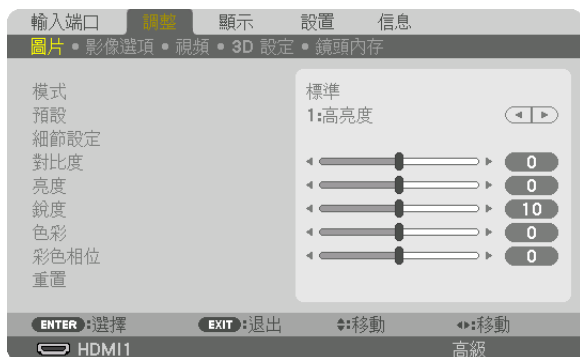 輸入端口 調整 顯示 設置 信息
圖片 • 影像選項 • 視頻 • 3D 設定 • 鏡頭內存
模式 標準
預設 1:高亮度
細節設定
對比度 0
亮度 0
銳度 10
色彩 0
彩色相位 0
重置
ENTER:選擇 EXIT:退出 :移動 :移動
HDMI1 高級